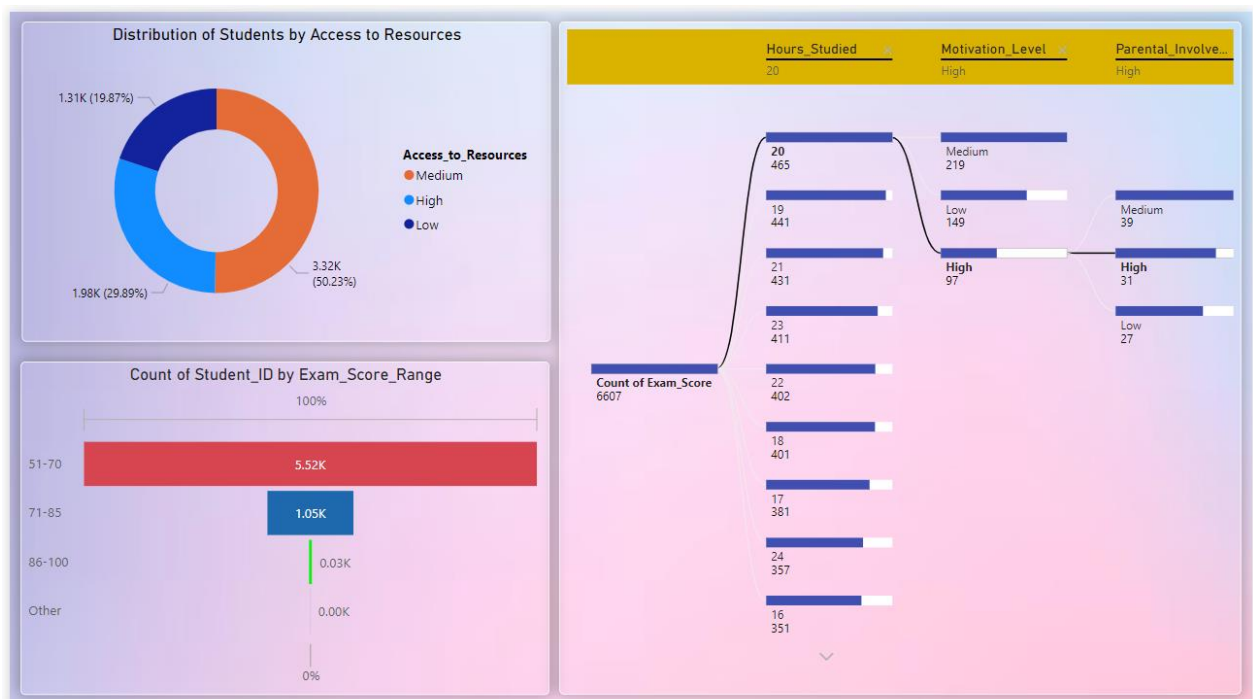 Distribution of Students by Access to Resources
1.31K (19.87%)
Access_to_Resources
Medium
High
Low
3.32K
(50.23%)
1.98K (29.89%)
Count of Student_ID by Exam_Score_Range
100%
51-70
5.52K
71-85
1.05K
86-100
0.03K
Other
0.00K
0%
Hours_Studied
20
Motivation_Level
High
Parental_Involve...
High
Count of Exam_Score
6607
20
465
19
441
21
431
23
411
22
402
18
401
17
381
24
357
16
351
Medium
219
Low
149
High
97
Medium
39
High
31
Low
27